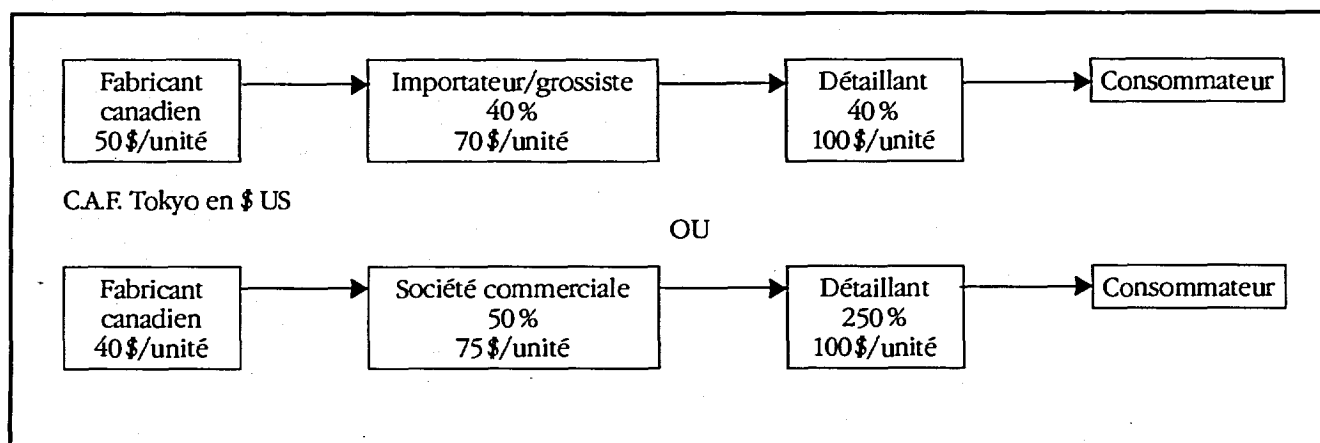 Fabricant
canadien
50 $/unité
Importateur/grossiste
40 %
70 $/unité
Détaillant
40 %
100 $/unité
Consommateur
C.A.F. Tokyo en $ US
OU
Fabricant
canadien
40 $/unité
Société commerciale
50 %
75 $/unité
Détaillant
250 %
100 $/unité
Consommateur